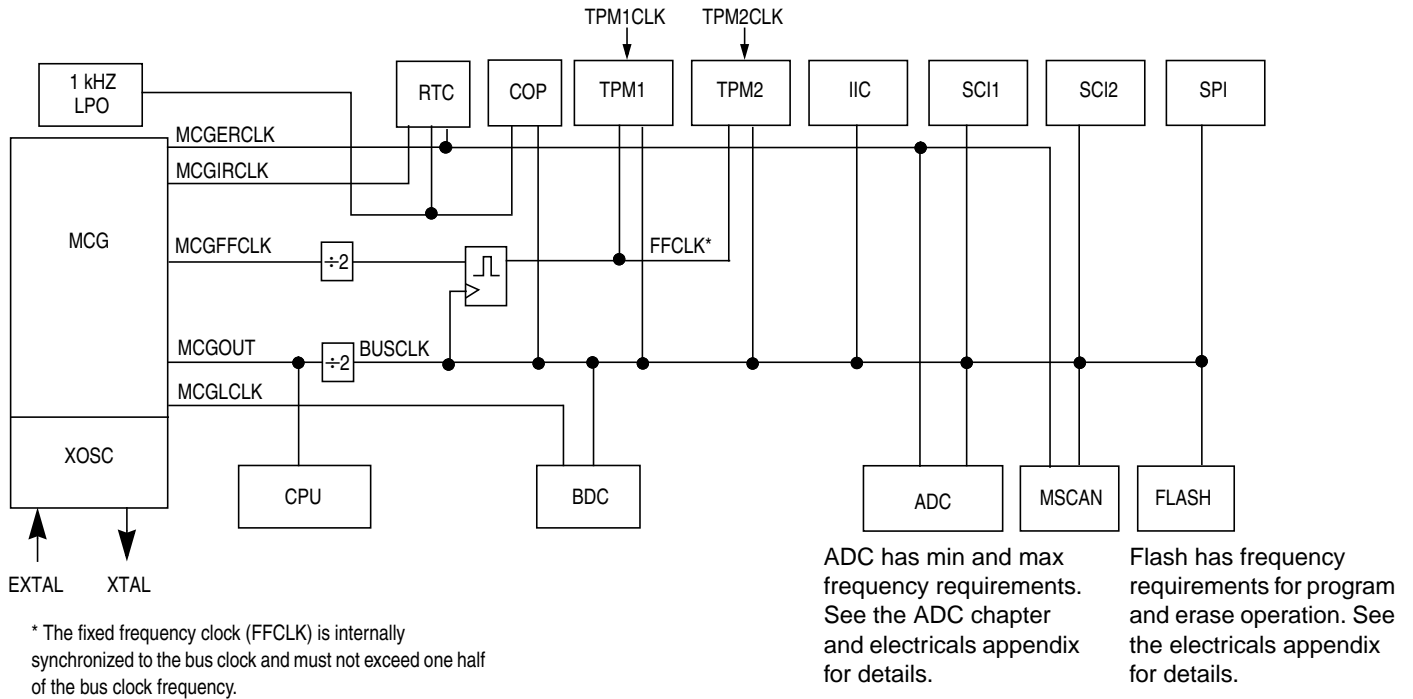 TPM1CLK TPM2CLK
1 kHZ
LPO
RTC
COP
TPM1
TPM2
IIC
SCI1
SCI2
SPI
MCGERCLK
MCGIRCLK
MCG
MCGFFCLK
÷2
FFCLK*
MCGOUT
÷2
BUSCLK
MCGLCLK
XOSC
CPU
BDC
ADC
MSCAN
FLASH
EXTAL
XTAL
ADC has min and max
frequency requirements.
See the ADC chapter
and electricals appendix
for details.
Flash has frequency
requirements for program
and erase operation. See
the electricals appendix
for details.
* The fixed frequency clock (FFCLK) is internally
synchronized to the bus clock and must not exceed one half
of the bus clock frequency.